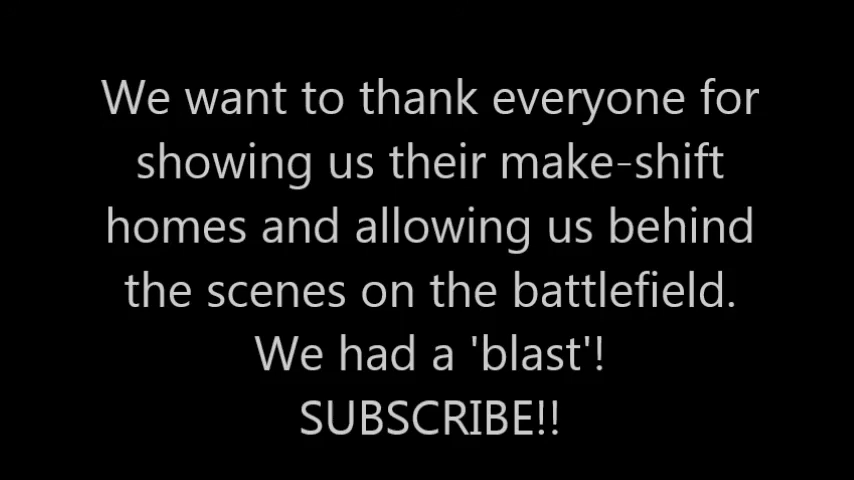 We want to thank everyone for
showing us their make-shift
homes and allowing us behind
the scenes on the battlefield.
We had a 'blast'!
SUBSCRIBE!!